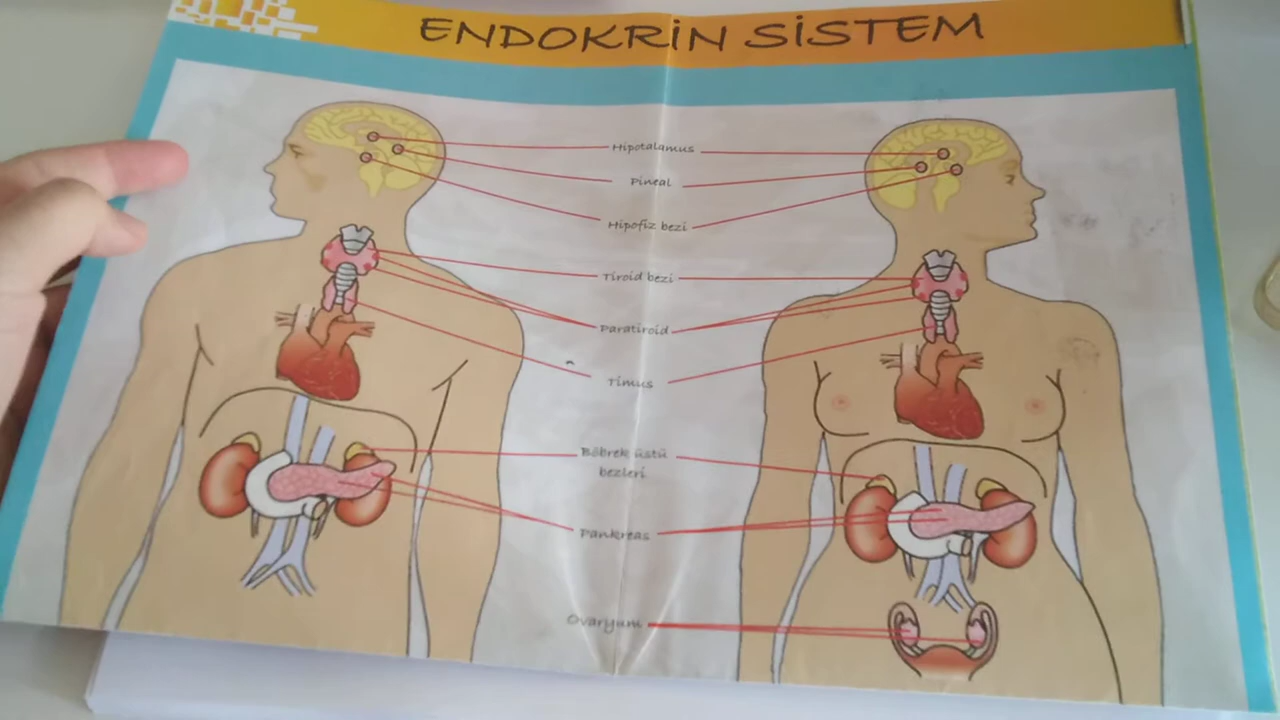 ENDOKRİN SİSTEM
Hipotalamus
Pineal
Hipofiz bezi
Tiroid bezi
Paratiroid
Timus
Böbrek üstü
bezleri
Pankreas
Ovaryum